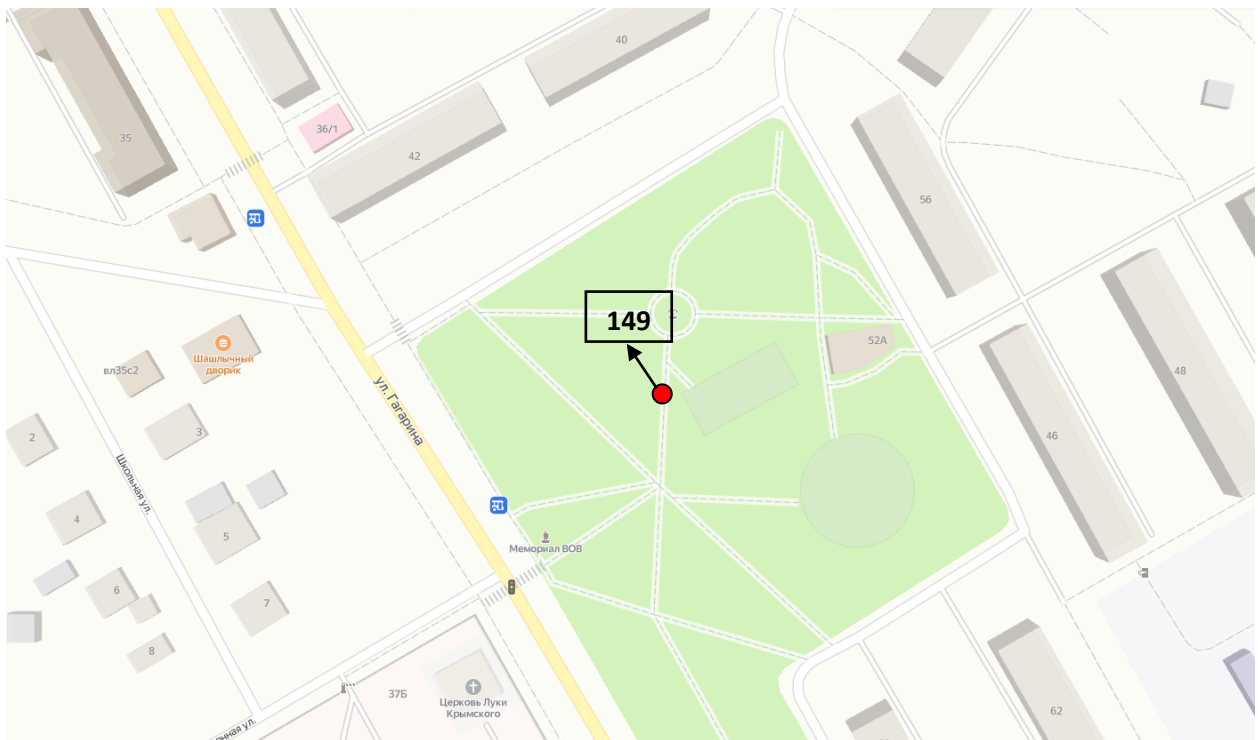 40
35
36/1
42
56
149
52А
Шашлычный
дворик
вл35с2
48
ул. Гагарина
3
2
46
Школьная ул.
4
5
Мемориал ВОВ
6
7
8
37Б
Церковь Луки
Крымского
62